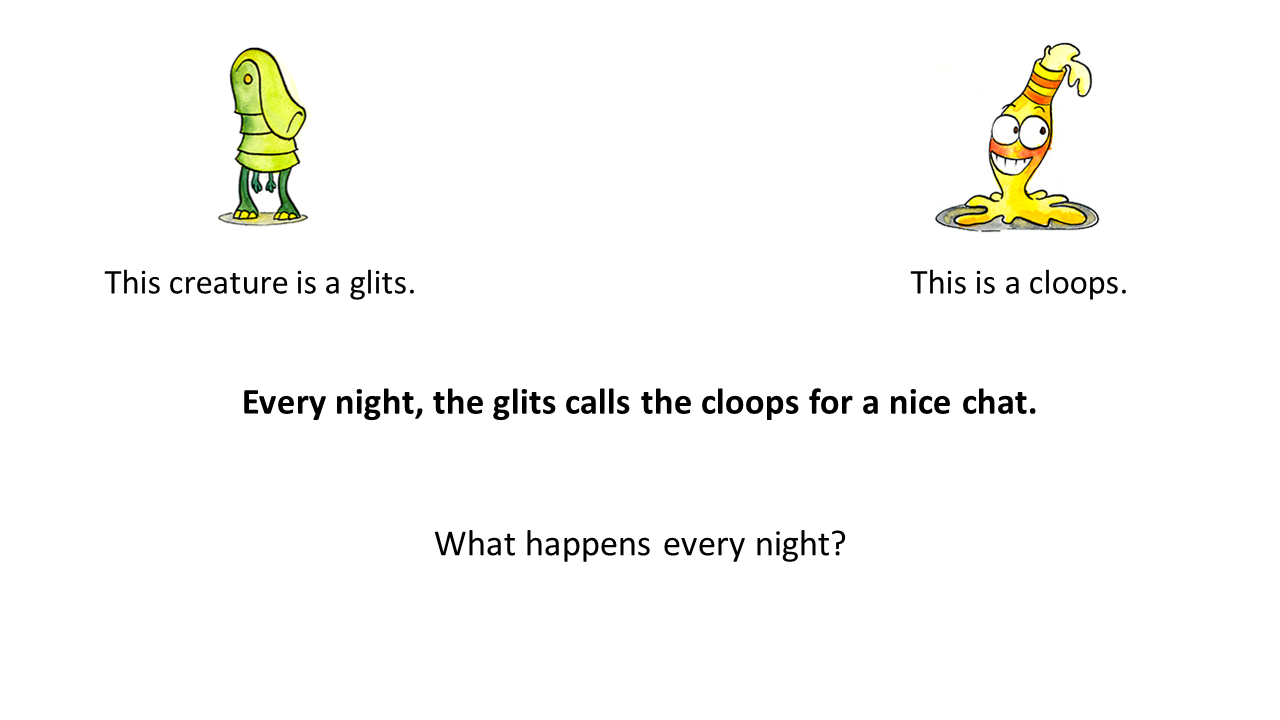 This creature is a glits.
This is a cloops.
Every night, the glits calls the cloops for a nice chat.
What happens every night?